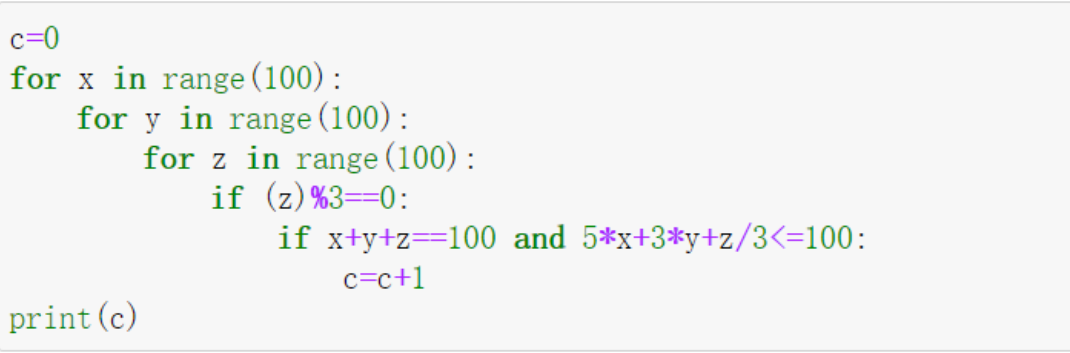 c=0
for x in range(100):
    for y in range(100):
        for z in range(100):
            if (z)%3==0:
                if x+y+z==100 and 5*x+3*y+z/3<=100:
                    c=c+1
print(c)